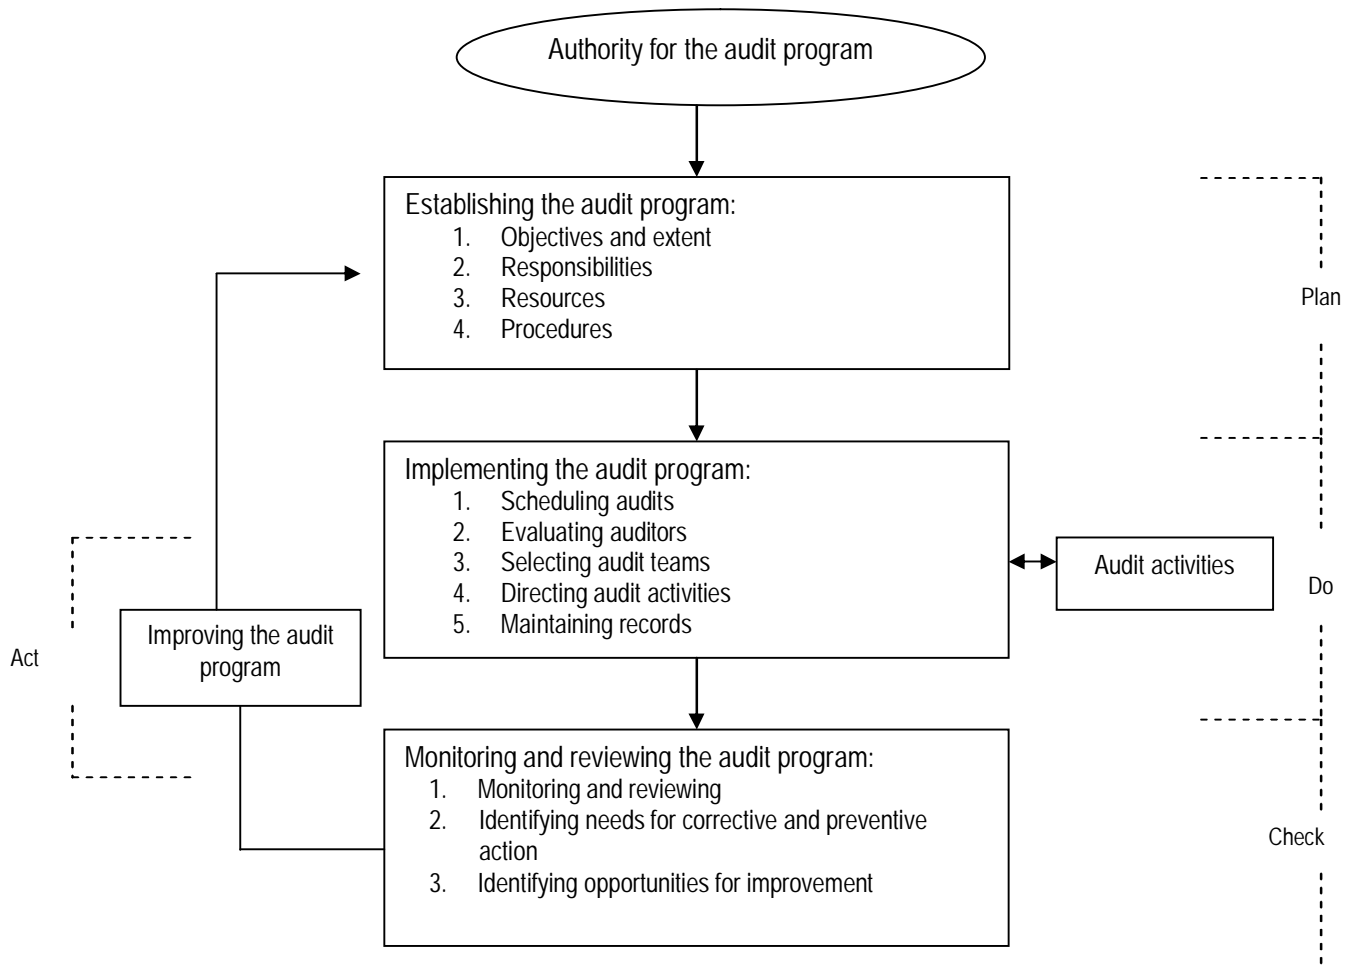 Authority for the audit program
Establishing the audit program:
1. Objectives and extent
2. Responsibilities
3. Resources
4. Procedures
Plan
Implementing the audit program:
1. Scheduling audits
2. Evaluating auditors
3. Selecting audit teams
4. Directing audit activities
5. Maintaining records
Audit activities
Do
Improving the audit
program
Act
Monitoring and reviewing the audit program:
1. Monitoring and reviewing
2. Identifying needs for corrective and preventive
action
3. Identifying opportunities for improvement
Check